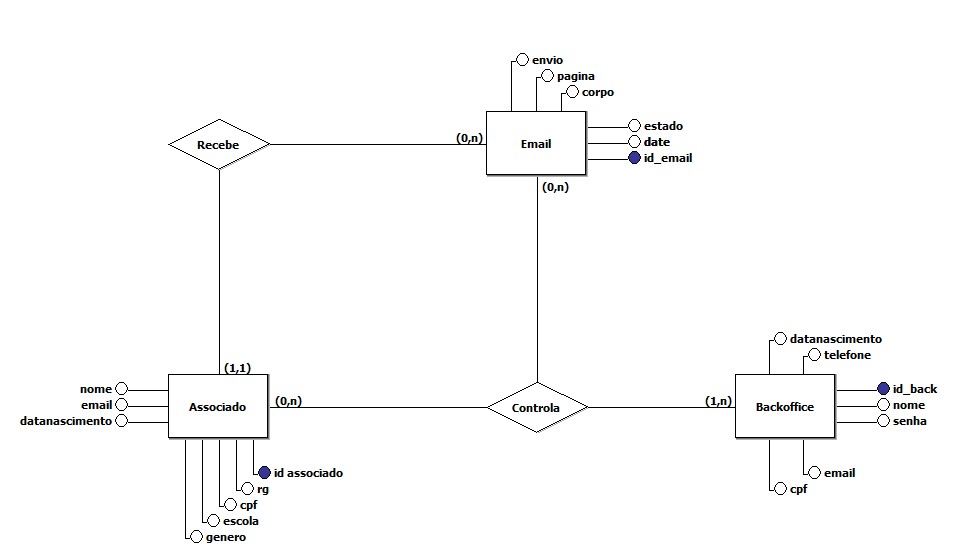 envio
pagina
corpo
Recebe
(0,n)
Email
estado
date
id_email
(0,n)
datanascimento
telefone
(1,1)
nome
email
datanascimento
Associado
(0,n)
Controla
(1,n)
Backoffice
id_back
nome
senha
id associado
rg
cpf
escola
genero
email
cpf